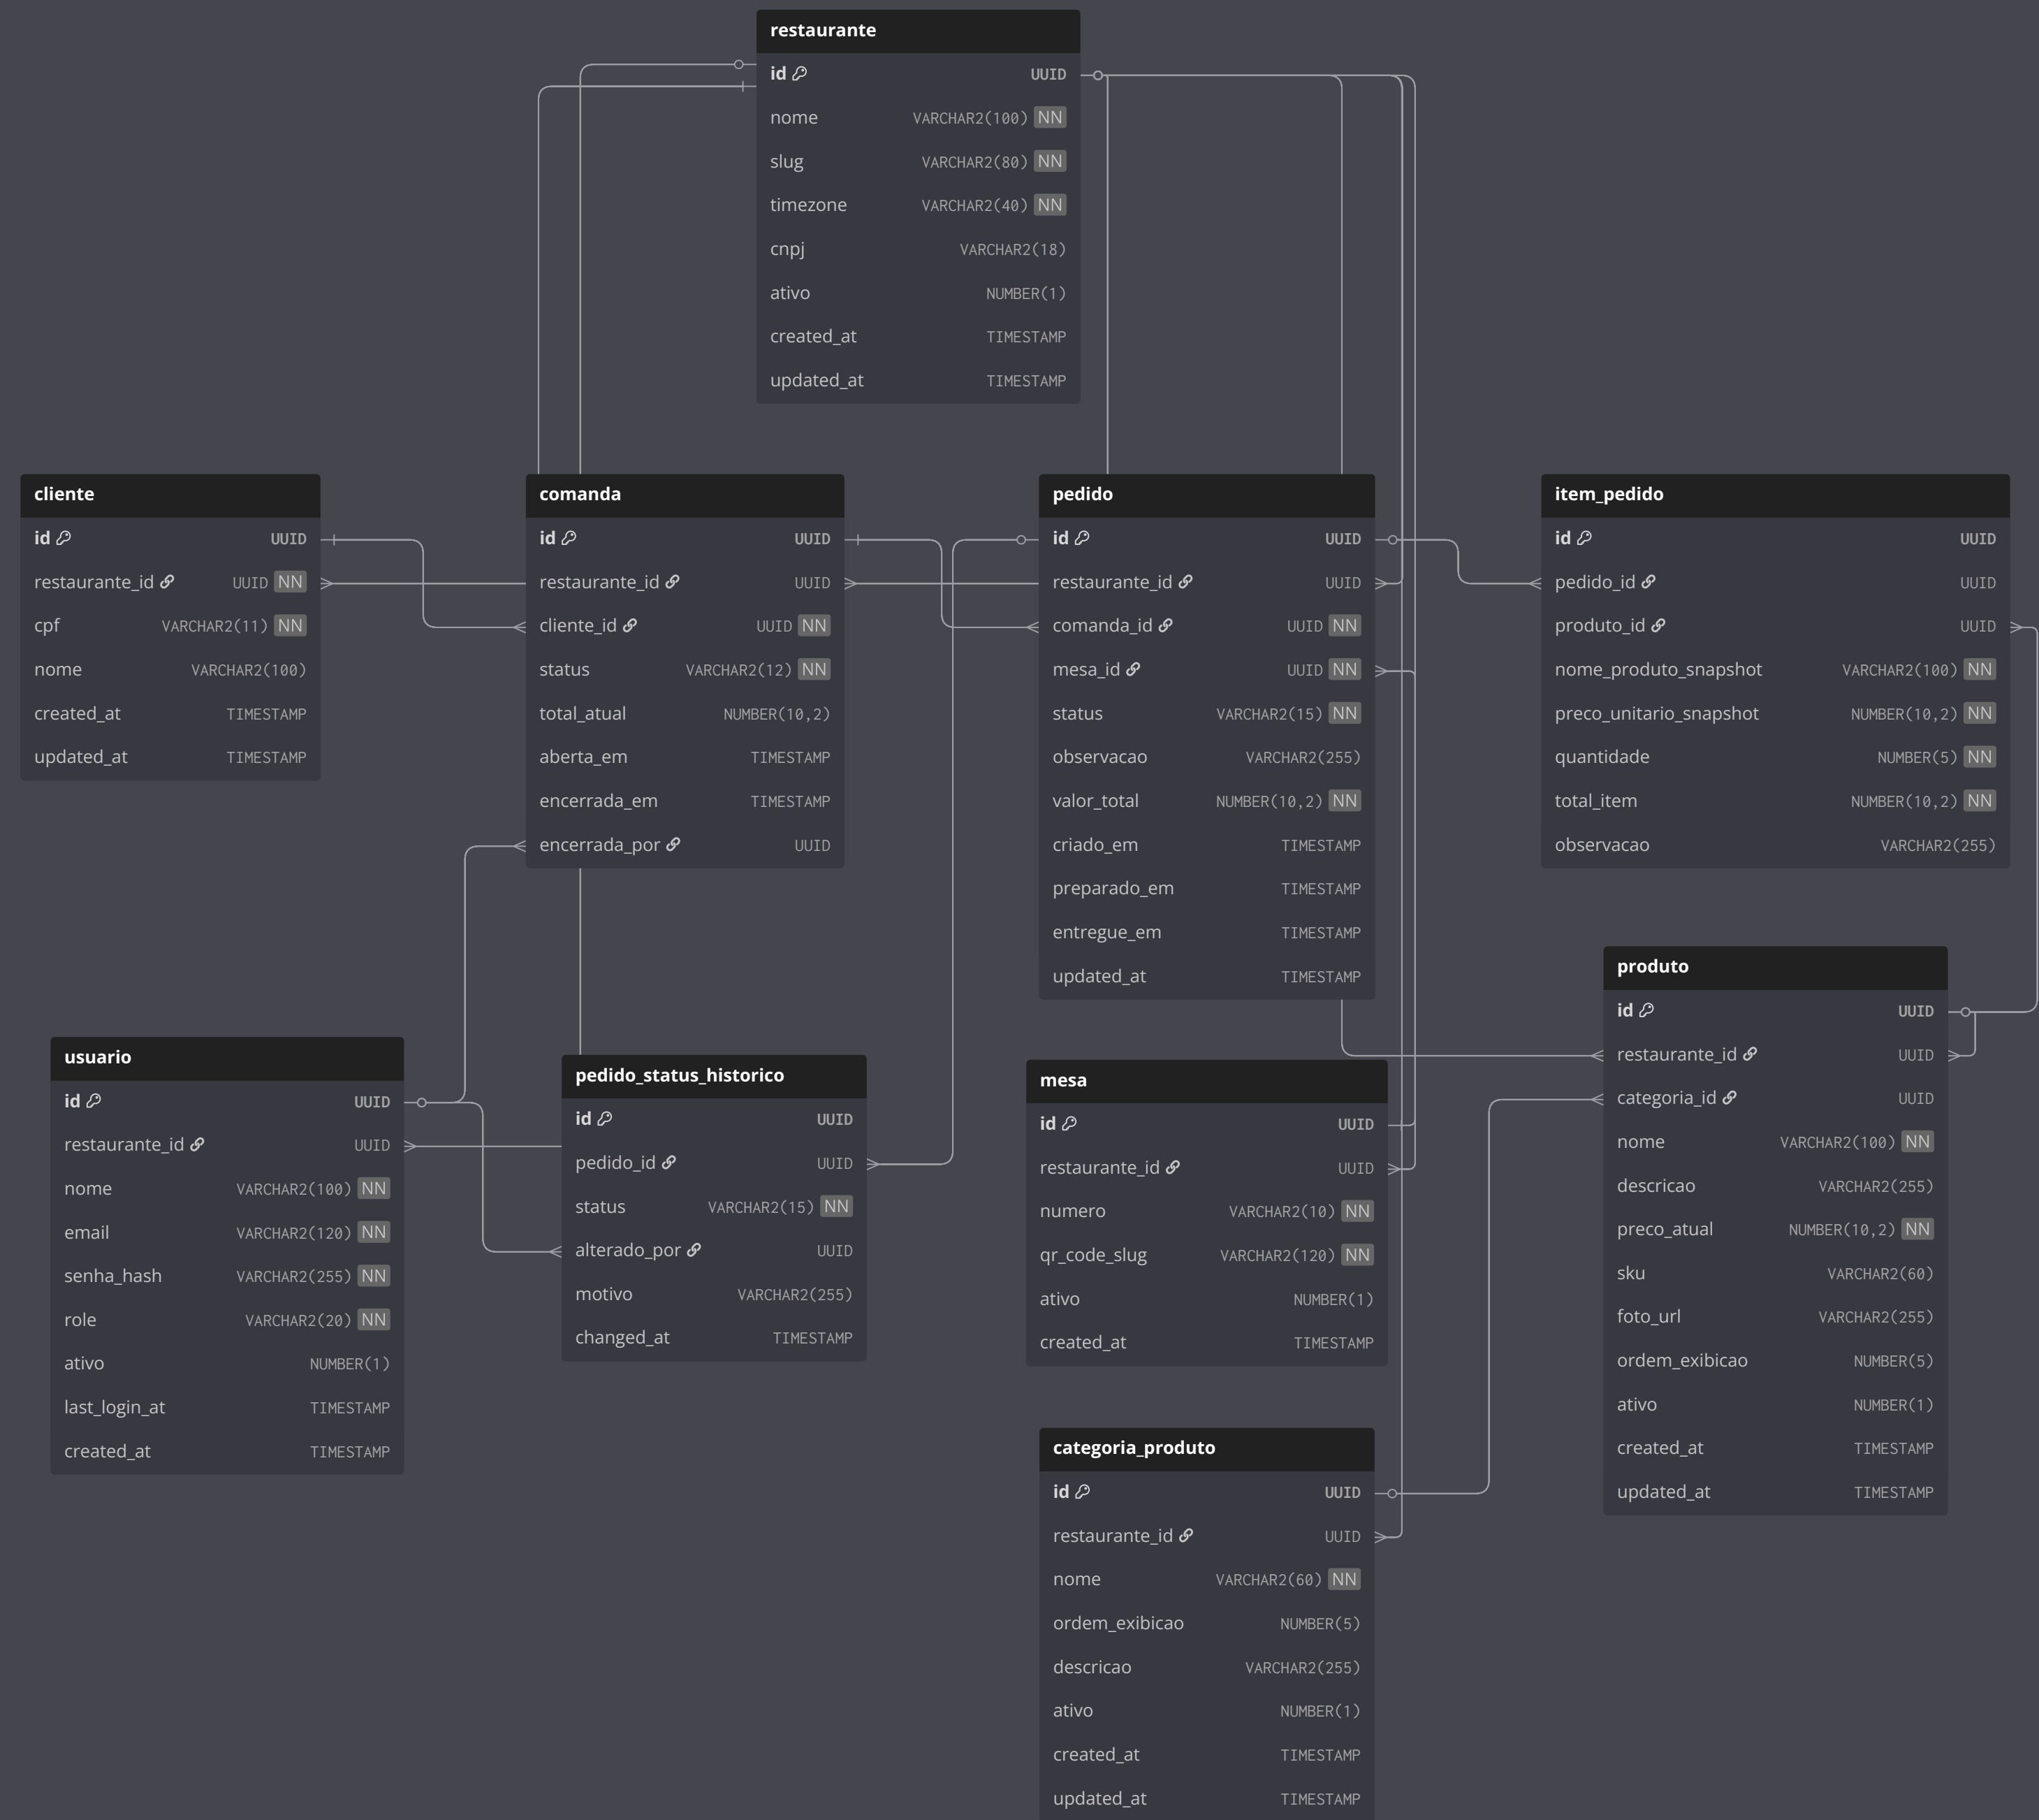 restaurante
id UUID
nome VARCHAR2(100) NN
slug VARCHAR2(80) NN
timezone VARCHAR2(40) NN
cnpj VARCHAR2(18)
ativo NUMBER(1)
created_at TIMESTAMP
updated_at TIMESTAMP
cliente
id UUID
restaurante_id UUID NN
cpf VARCHAR2(11) NN
nome VARCHAR2(100)
created_at TIMESTAMP
updated_at TIMESTAMP
comanda
id UUID
restaurante_id UUID
cliente_id UUID NN
status VARCHAR2(12) NN
total_atual NUMBER(10,2)
aberta_em TIMESTAMP
encerrada_em TIMESTAMP
encerrada_por UUID
pedido
id UUID
restaurante_id UUID
comanda_id UUID NN
mesa_id UUID NN
status VARCHAR2(15) NN
observacao VARCHAR2(255)
valor_total NUMBER(10,2) NN
criado_em TIMESTAMP
preparado_em TIMESTAMP
entregue_em TIMESTAMP
updated_at TIMESTAMP
item_pedido
id UUID
pedido_id UUID
produto_id UUID
nome_produto_snapshot VARCHAR2(100) NN
preco_unitario_snapshot NUMBER(10,2) NN
quantidade NUMBER(5) NN
total_item NUMBER(10,2) NN
observacao VARCHAR2(255)
usuario
id UUID
restaurante_id UUID
nome VARCHAR2(100) NN
email VARCHAR2(120) NN
senha_hash VARCHAR2(255) NN
role VARCHAR2(20) NN
ativo NUMBER(1)
last_login_at TIMESTAMP
created_at TIMESTAMP
pedido_status_historico
id UUID
pedido_id UUID
status VARCHAR2(15) NN
alterado_por UUID
motivo VARCHAR2(255)
changed_at TIMESTAMP
mesa
id UUID
restaurante_id UUID
numero VARCHAR2(10) NN
qr_code_slug VARCHAR2(120) NN
ativo NUMBER(1)
created_at TIMESTAMP
produto
id UUID
restaurante_id UUID
categoria_id UUID
nome VARCHAR2(100) NN
descricao VARCHAR2(255)
preco_atual NUMBER(10,2) NN
sku VARCHAR2(60)
foto_url VARCHAR2(255)
ordem_exibicao NUMBER(5)
ativo NUMBER(1)
created_at TIMESTAMP
updated_at TIMESTAMP
categoria_produto
id UUID
restaurante_id UUID
nome VARCHAR2(60) NN
ordem_exibicao NUMBER(5)
descricao VARCHAR2(255)
ativo NUMBER(1)
created_at TIMESTAMP
updated_at TIMESTAMP